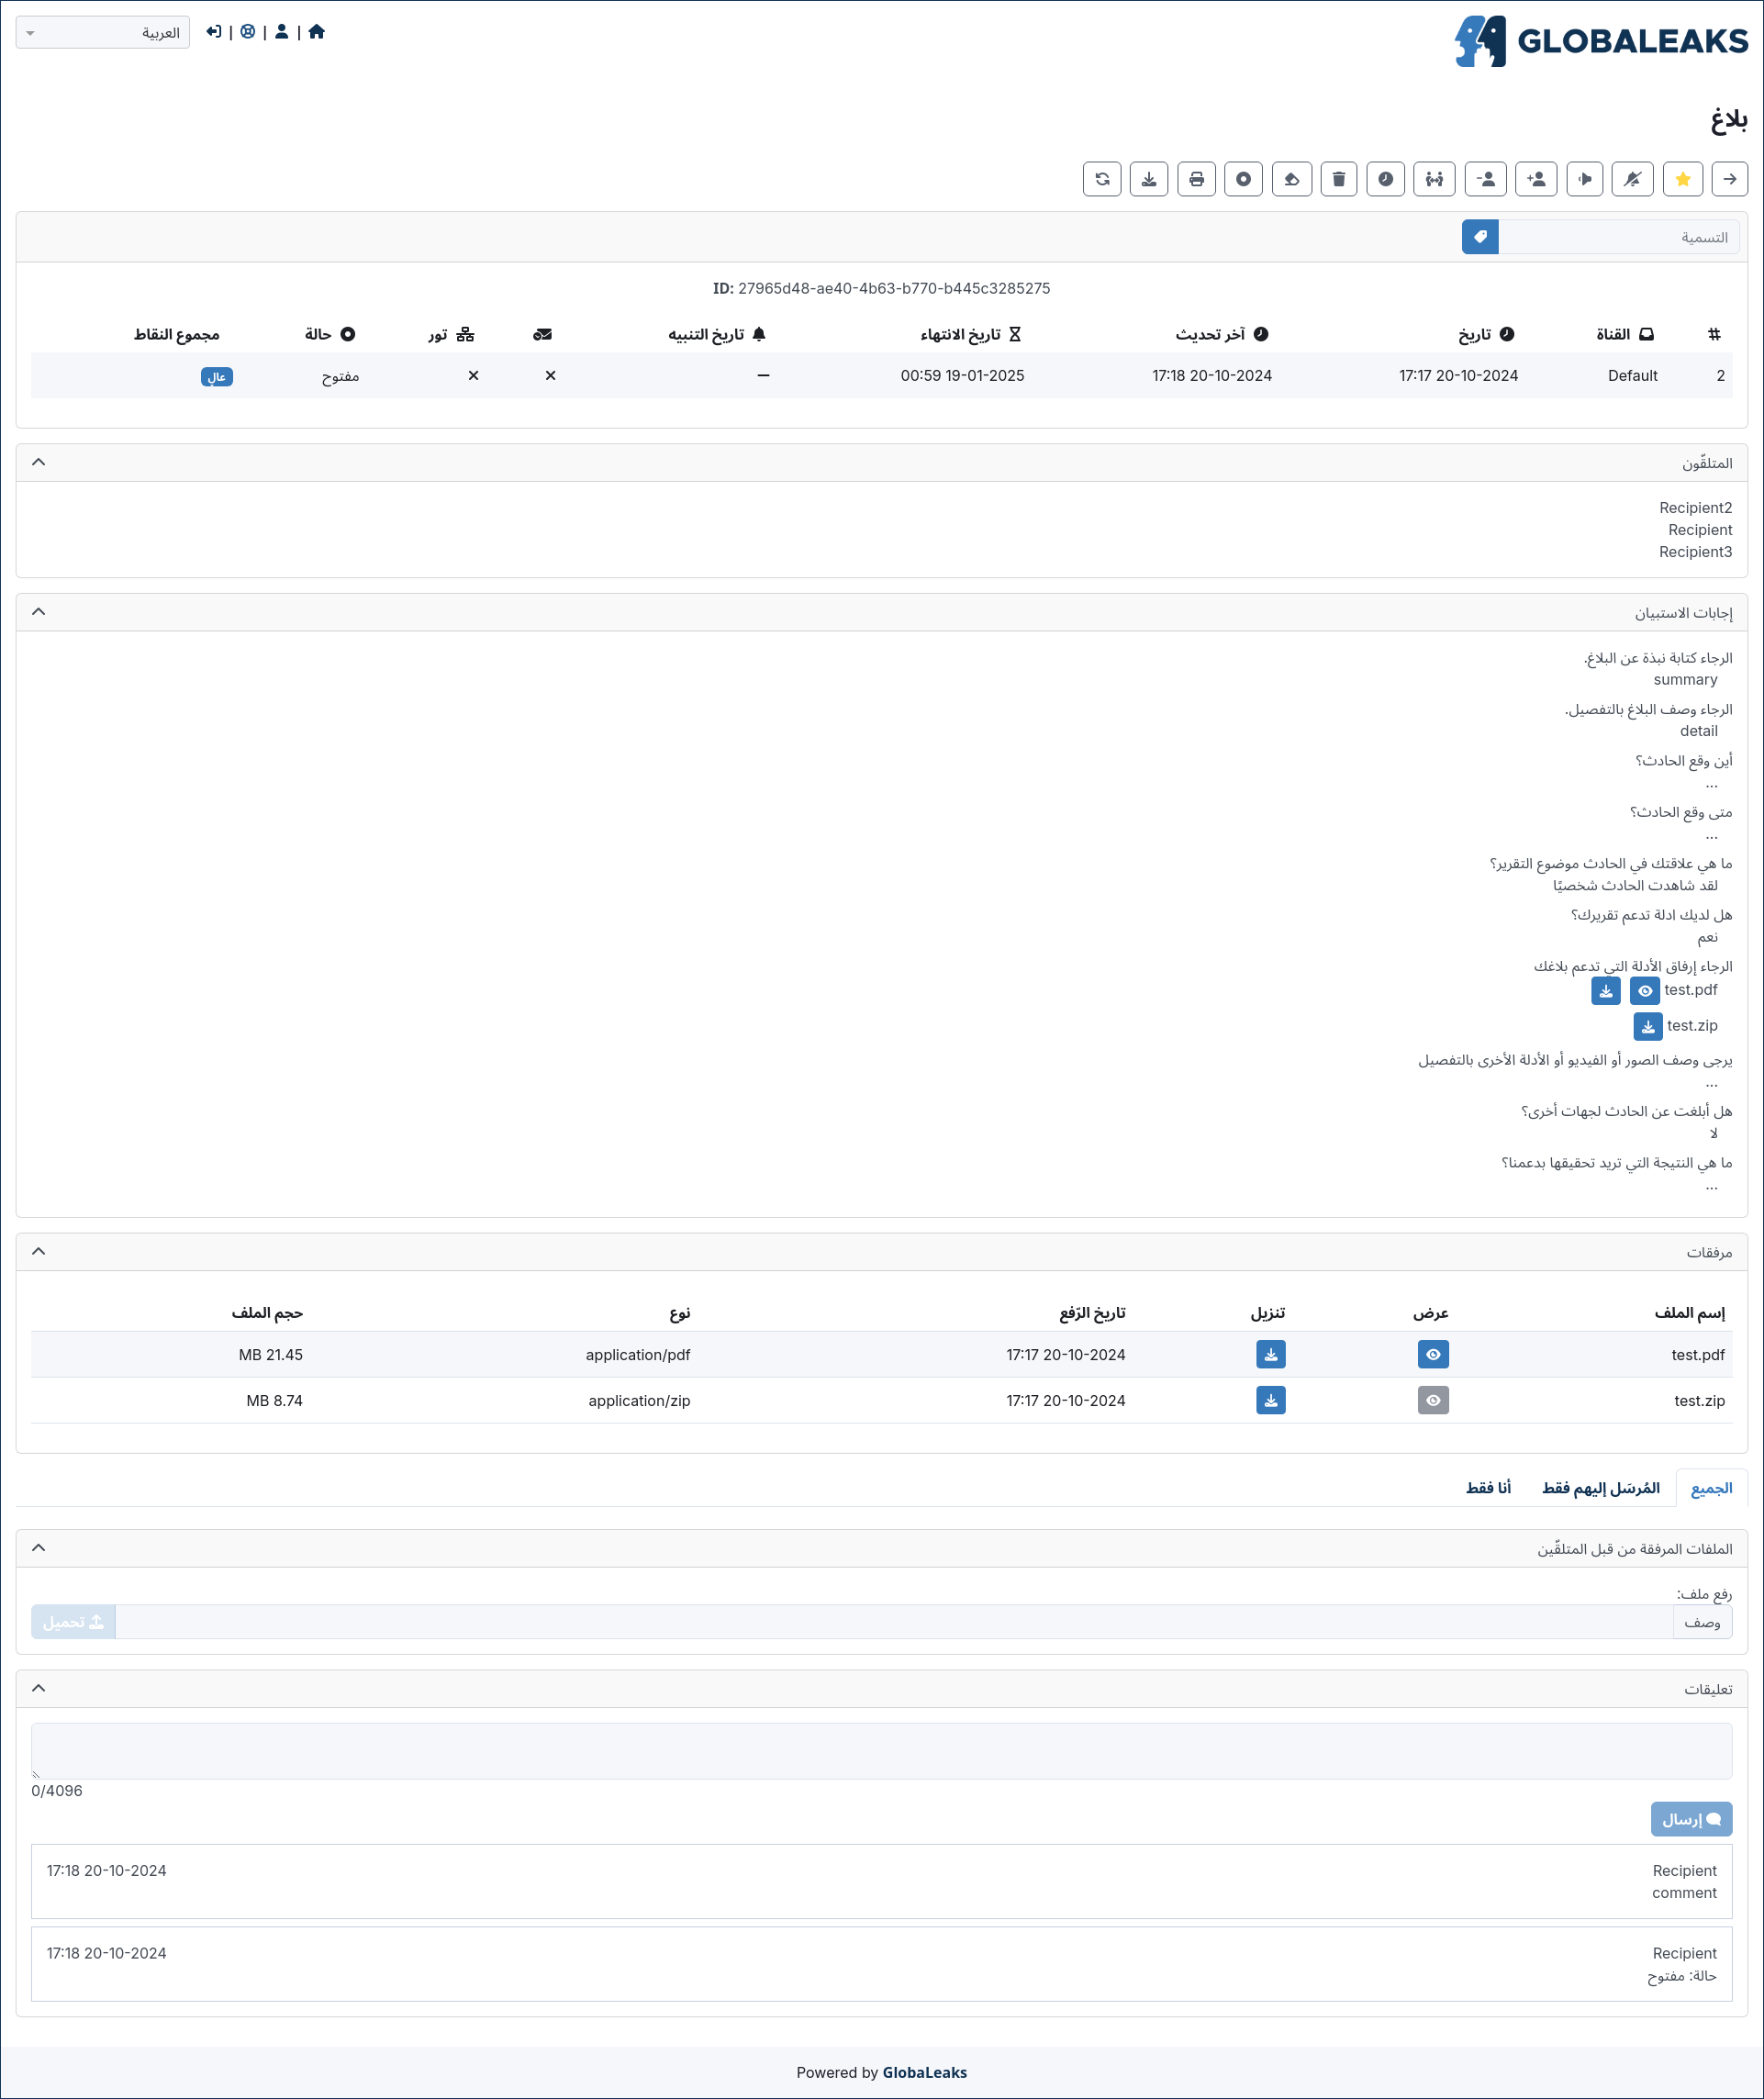 GLOBALEAKS
العربية
بلاغ
التسمية
ID: 27965d48-ae40-4b63-b770-b445c3285275
# القناة تاريخ آخر تحديث تاريخ الانتهاء تاريخ التنبيه تور حالة مجموع النقاط
2 Default 17:17 20-10-2024 17:18 20-10-2024 00:59 19-01-2025 مفتوح عالٍ
المتلقّون
Recipient2
Recipient
Recipient3
إجابات الاستبيان
الرجاء كتابة نبذة عن البلاغ.
summary
الرجاء وصف البلاغ بالتفصيل.
detail
أين وقع الحادث؟
...
متى وقع الحادث؟
...
ما هي علاقتك في الحادث موضوع التقرير؟
لقد شاهدت الحادث شخصيًا
هل لديك ادلة تدعم تقريرك؟
نعم
الرجاء إرفاق الأدلة التي تدعم بلاغك
test.pdf
test.zip
يرجى وصف الصور أو الفيديو أو الأدلة الأخرى بالتفصيل
...
هل أبلغت عن الحادث لجهات أخرى؟
لا
ما هي النتيجة التي تريد تحقيقها بدعمنا؟
...
مرفقات
إسم الملف عرض تنزيل تاريخ الرّفع نوع حجم الملف
test.pdf 17:17 20-10-2024 application/pdf MB 21.45
test.zip 17:17 20-10-2024 application/zip MB 8.74
الجميع المُرسَل إليهم فقط أنا فقط
الملفات المرفقة من قبل المتلقّين
رفع ملف:
وصف تحميل
تعليقات
0/4096
إرسال
Recipient 17:18 20-10-2024
comment
Recipient 17:18 20-10-2024
حالة: مفتوح
Powered by GlobaLeaks